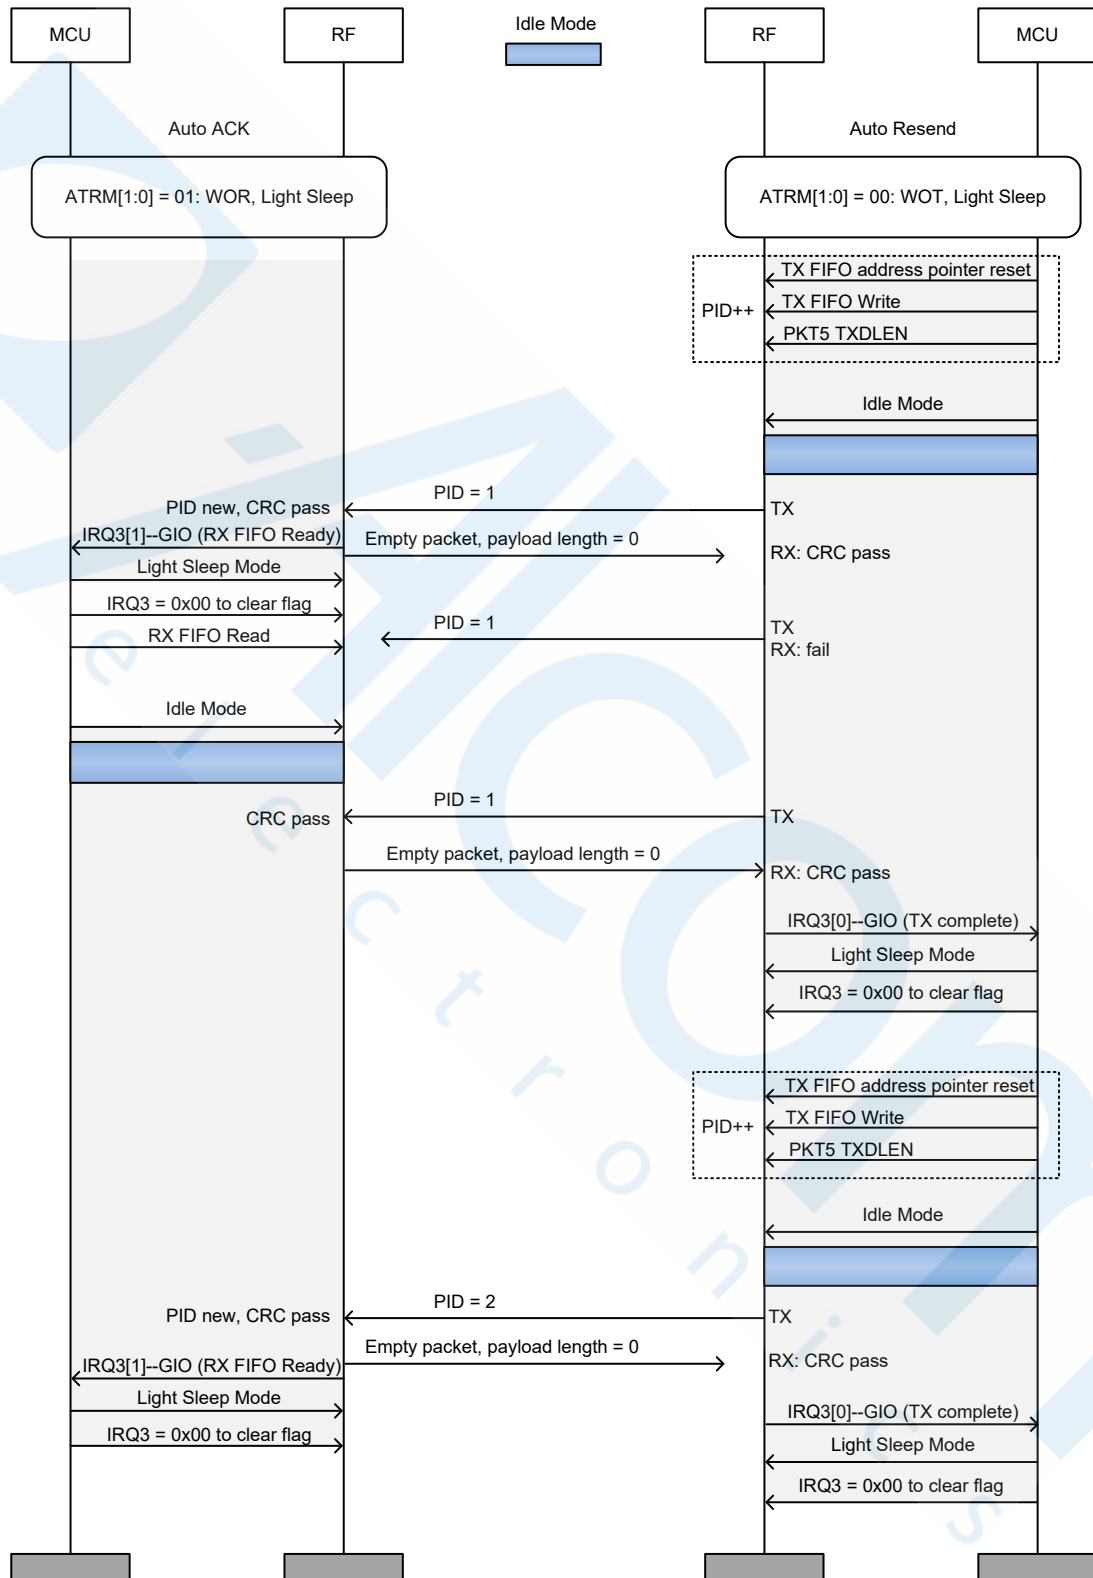 MCU
RF
Idle Mode
RF
MCU
Auto ACK
Auto Resend
ATRM[1:0] = 01: WOR, Light Sleep
ATRM[1:0] = 00: WOT, Light Sleep
TX FIFO address pointer reset
PID++
TX FIFO Write
PKT5 TXDLEN
Idle Mode
PID = 1
PID new, CRC pass
TX
IRQ3[1]--GIO (RX FIFO Ready)
Empty packet, payload length = 0
RX: CRC pass
Light Sleep Mode
IRQ3 = 0x00 to clear flag
PID = 1
TX
RX FIFO Read
RX: fail
Idle Mode
PID = 1
CRC pass
TX
Empty packet, payload length = 0
RX: CRC pass
IRQ3[0]--GIO (TX complete)
Light Sleep Mode
IRQ3 = 0x00 to clear flag
TX FIFO address pointer reset
PID++
TX FIFO Write
PKT5 TXDLEN
Idle Mode
PID = 2
PID new, CRC pass
TX
Empty packet, payload length = 0
RX: CRC pass
IRQ3[1]--GIO (RX FIFO Ready)
Light Sleep Mode
IRQ3[0]--GIO (TX complete)
IRQ3 = 0x00 to clear flag
Light Sleep Mode
IRQ3 = 0x00 to clear flag
electronics